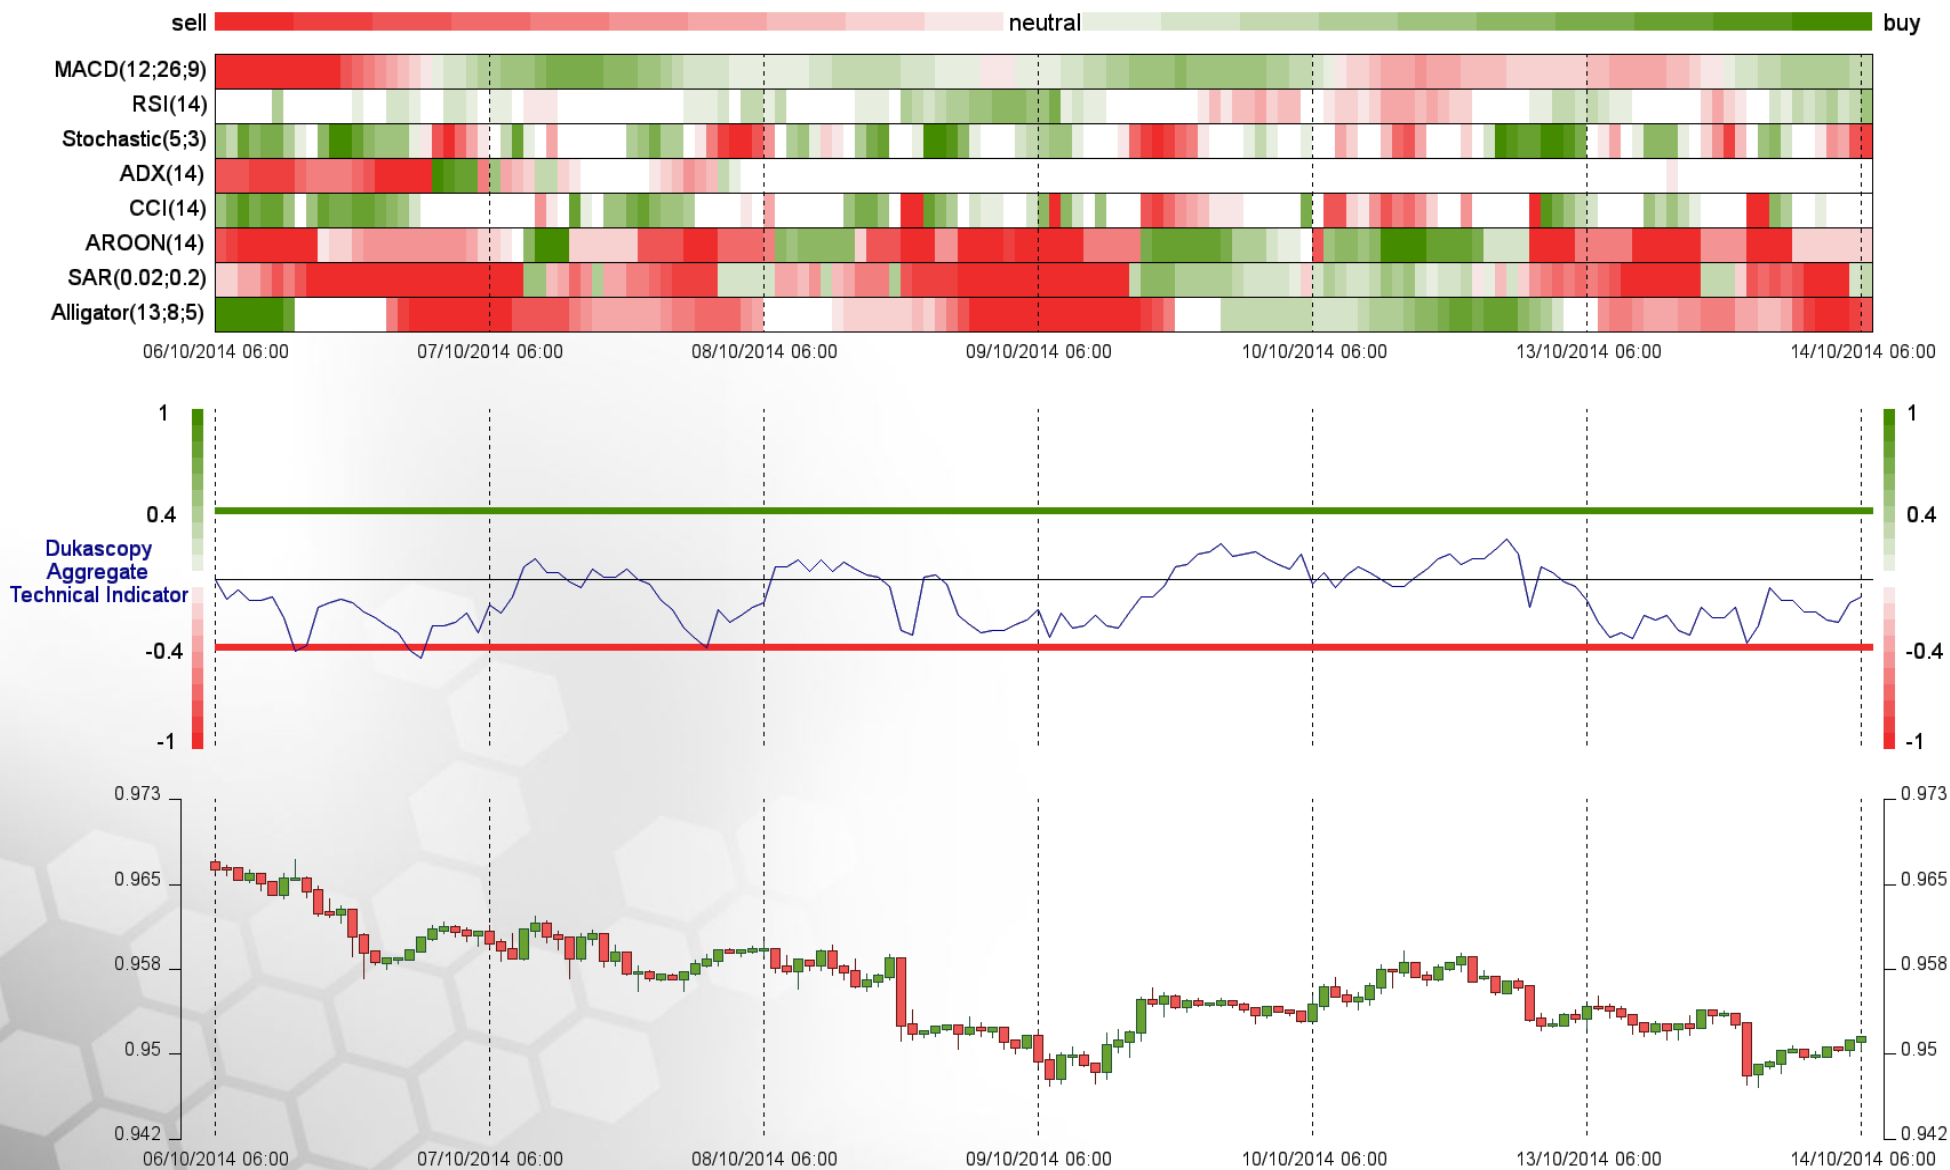 sell neutral buy
MACD(12;26;9)
RSI(14)
Stochastic(5;3)
ADX(14)
CCI(14)
AROON(14)
SAR(0.02;0.2)
Alligator(13;8;5)
06/10/2014 06:00 07/10/2014 06:00 08/10/2014 06:00 09/10/2014 06:00 10/10/2014 06:00 13/10/2014 06:00 14/10/2014 06:00
1 1
0.4 0.4
Dukascopy
Aggregate
Technical Indicator
-0.4 -0.4
-1 -1
0.973 0.973
0.965 0.965
0.958 0.958
0.95 0.95
0.942 0.942
06/10/2014 06:00 07/10/2014 06:00 08/10/2014 06:00 09/10/2014 06:00 10/10/2014 06:00 13/10/2014 06:00 14/10/2014 06:00